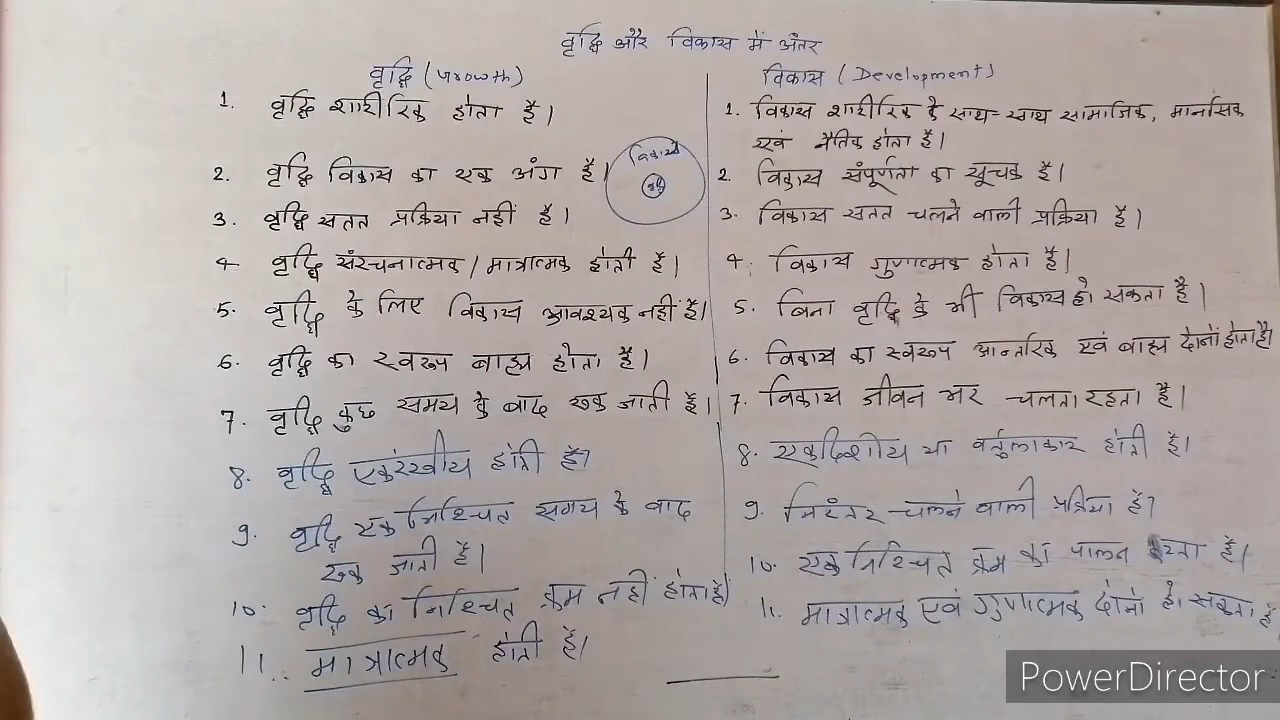 वृद्धि और विकास में अंतर
वृद्धि (Growth)
1. वृद्धि शारीरिक होता है।
2. वृद्धि विकास का एक अंग है।
3. वृद्धि सतत प्रक्रिया नहीं है।
4 वृद्धि संरचनात्मक / मात्रात्मक होती है।
5. वृद्धि के लिए विकास आवश्यक नहीं है।
6. वृद्धि का स्वरूप बाह्य होता है।
7. वृद्धि कुछ समय के बाद रुक जाती है।
8. वृद्धि एकरेखीय होती है।
9. वृद्धि एक निश्चित समय के बाद
रुक जाती है।
10. वृद्धि का निश्चित क्रम नहीं होता है।
11. मात्रात्मक होती है।
विकास
विकास (Development)
1. विकास शारीरिक के साथ-साथ सामाजिक, मानसिक
एवं नैतिक होता है।
2. विकास संपूर्णता का सूचक है।
3. विकास सतत चलने वाली प्रक्रिया है।
4. विकास गुणात्मक होता है।
5. बिना वृद्धि के भी विकास हो सकता है।
6. विकास का स्वरूप आन्तरिक एवं बाह्य दोनों होता है।
7. विकास जीवन भर चलता रहता है।
8. एकदिशीय या वर्तुलाकार होती है।
9. निरंतर चलने वाली प्रक्रिया है।
10. एक निश्चित क्रम का पालन करता है।
11. मात्रात्मक एवं गुणात्मक दोनो हो सकता है
PowerDirector